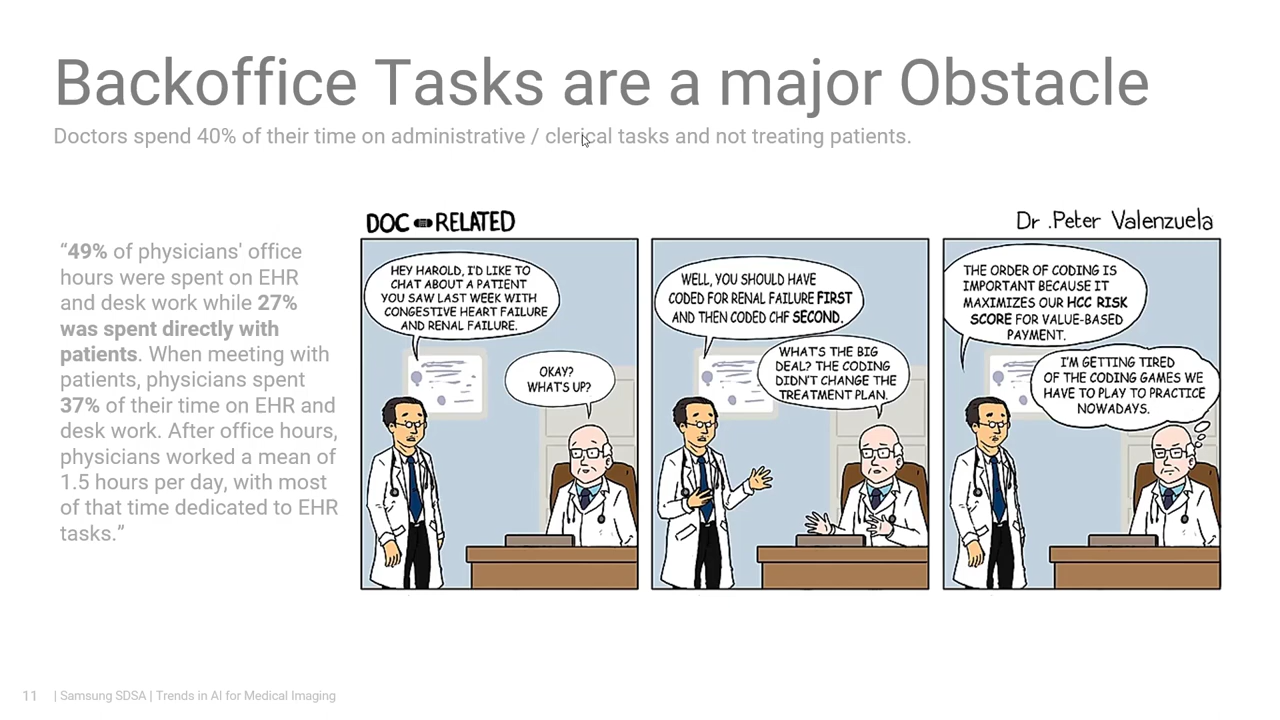 Backoffice Tasks are a major Obstacle
Doctors spend 40% of their time on administrative / clerical tasks and not treating patients.
“49% of physicians' office
hours were spent on EHR
and desk work while 27%
was spent directly with
patients. When meeting with
patients, physicians spent
37% of their time on EHR and
desk work. After office hours,
physicians worked a mean of
1.5 hours per day, with most
of that time dedicated to EHR
tasks.”
DOC RELATED
Dr .Peter Valenzuela
HEY HAROLD, I'D LIKE TO
CHAT ABOUT A PATIENT
YOU SAW LAST WEEK WITH
CONGESTIVE HEART FAILURE
AND RENAL FAILURE.
OKAY?
WHAT'S UP?
WELL, YOU SHOULD HAVE
CODED FOR RENAL FAILURE FIRST
AND THEN CODED CHF SECOND.
WHAT'S THE BIG
DEAL? THE CODING
DIDN'T CHANGE THE
TREATMENT PLAN.
THE ORDER OF CODING IS
IMPORTANT BECAUSE IT
MAXIMIZES OUR HCC RISK
SCORE FOR VALUE-BASED
PAYMENT.
I'M GETTING TIRED
OF THE CODING GAMES WE
HAVE TO PLAY TO PRACTICE
NOWADAYS.
11 | Samsung SDSA | Trends in AI for Medical Imaging